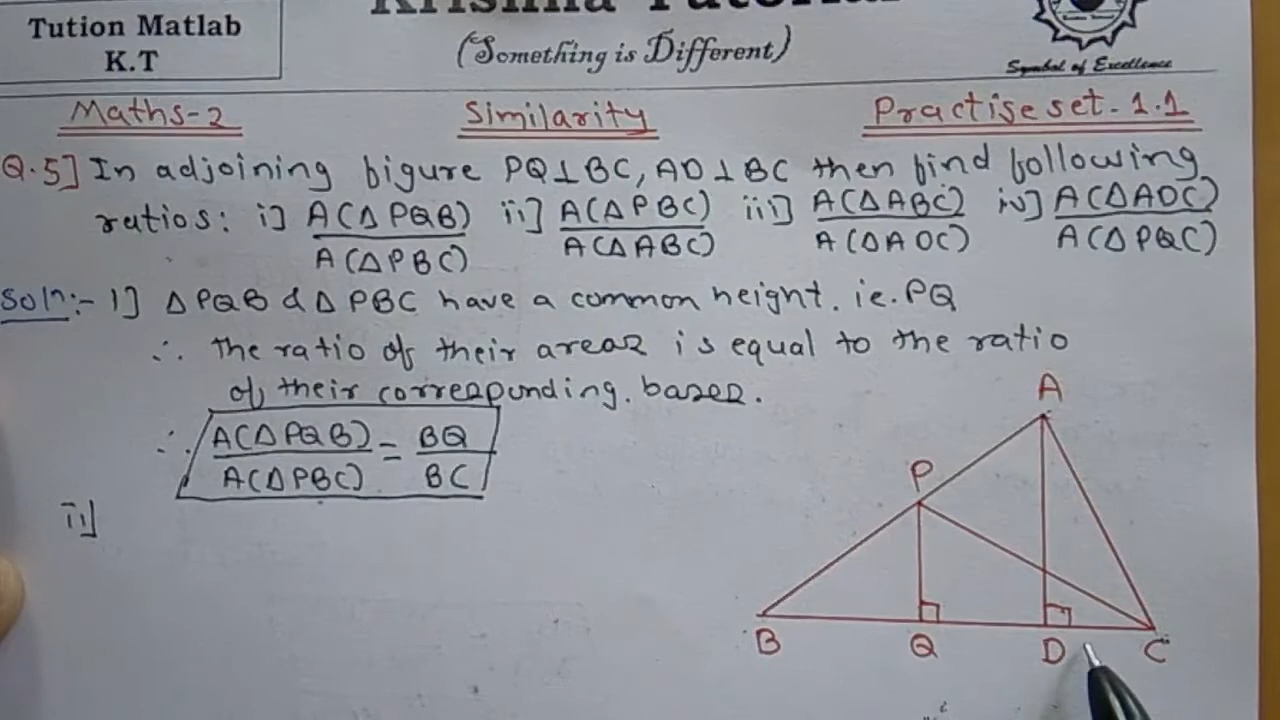 Tution Matlab
K.T
(Something is Different)
Symbol of Excellence
Maths-2 Similarity Practise set-1.1
Q.5] In adjoining figure PQ⊥BC, AD⊥BC then find following
ratios: i] A(ΔPQB)/A(ΔPBC) ii] A(ΔPBC)/A(ΔABC) iii] A(ΔABC)/A(ΔADC) iv] A(ΔADC)/A(ΔPQC)
Soln:- 1] ΔPQB & ΔPBC have a common height. ie. PQ
∴ the ratio of their areas is equal to the ratio
of their correspunding. bases.
∴ A(ΔPQB)/A(ΔPBC) = BQ/BC
ii]
A
P
B Q D C